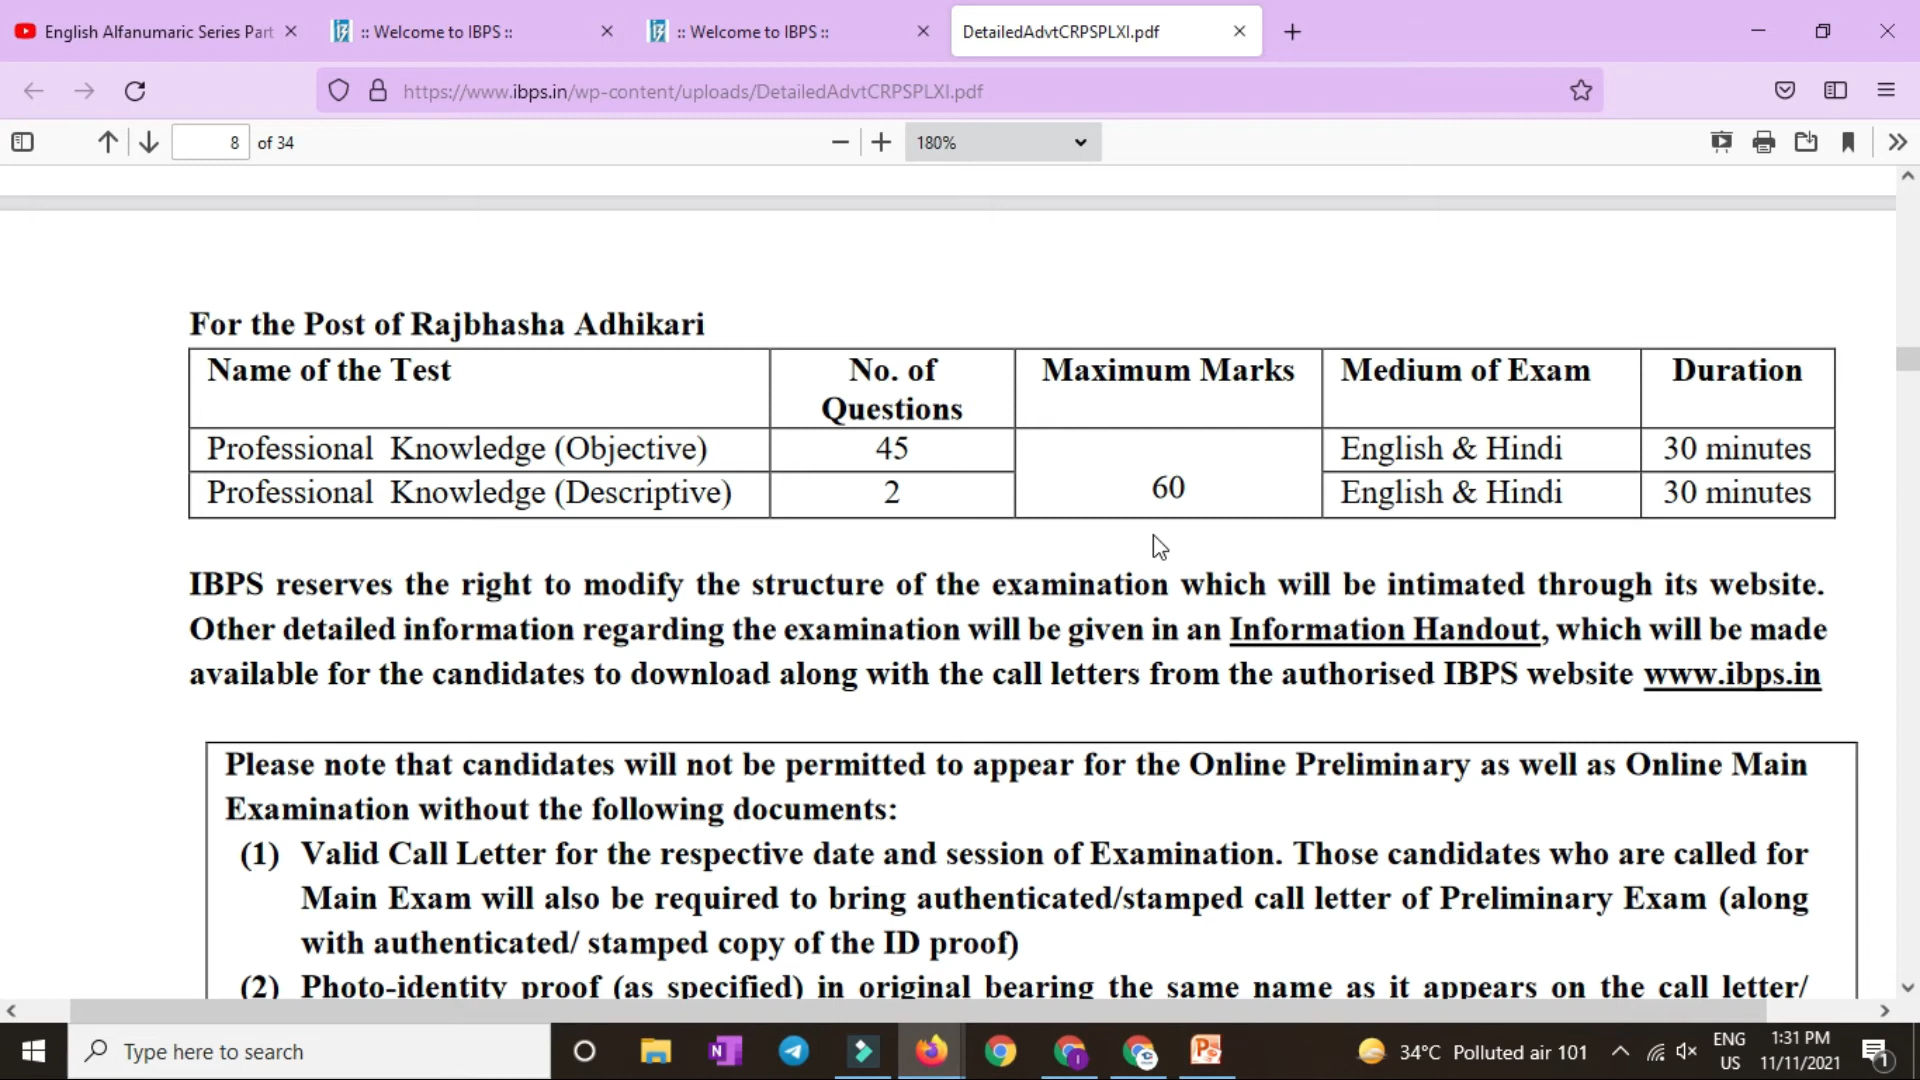 English Alfanumaric Series Part
:: Welcome to IBPS ::
:: Welcome to IBPS ::
DetailedAdvtCRPSPLXI.pdf
https://www.ibps.in/wp-content/uploads/DetailedAdvtCRPSPLXI.pdf
8 of 34
180%
For the Post of Rajbhasha Adhikari
Name of the Test
No. of
Questions
Maximum Marks
Medium of Exam
Duration
Professional Knowledge (Objective)
45
60
English & Hindi
30 minutes
Professional Knowledge (Descriptive)
2
English & Hindi
30 minutes
IBPS reserves the right to modify the structure of the examination which will be intimated through its website.
Other detailed information regarding the examination will be given in an Information Handout, which will be made
available for the candidates to download along with the call letters from the authorised IBPS website www.ibps.in
Please note that candidates will not be permitted to appear for the Online Preliminary as well as Online Main
Examination without the following documents:
(1) Valid Call Letter for the respective date and session of Examination. Those candidates who are called for
Main Exam will also be required to bring authenticated/stamped call letter of Preliminary Exam (along
with authenticated/ stamped copy of the ID proof)
(2) Photo-identity proof (as specified) in original bearing the same name as it appears on the call letter/
Type here to search
34°C Polluted air 101
ENG
US
1:31 PM
11/11/2021
1